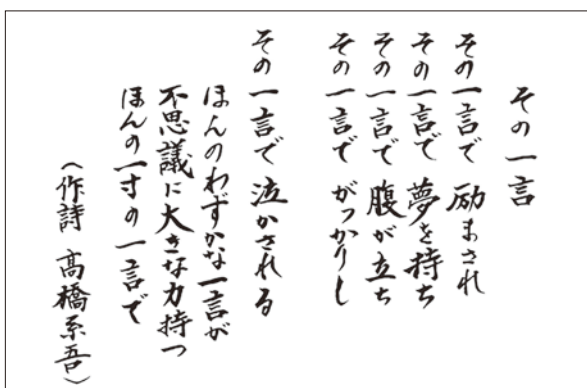 その一言
その一言で 励まされ
その一言で 夢を持ち
その一言で 腹が立ち
その一言で がっかりし
その一言で 泣かされる
ほんのわずかな一言が
不思議に大きな力持つ
ほんの一寸の一言で
（作詩 高橋系吾）